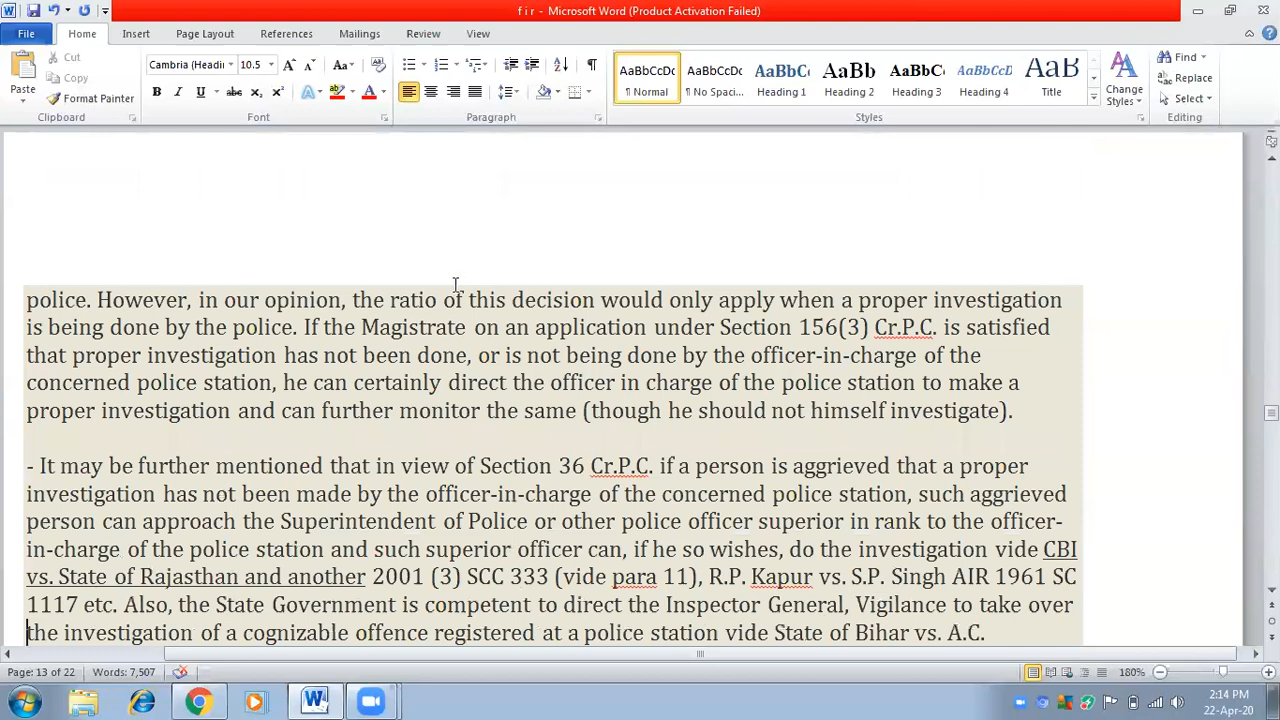 f i r - Microsoft Word (Product Activation Failed)
File Home Insert Page Layout References Mailings Review View
Cut
Copy
Format Painter
Paste
Clipboard
Cambria (Headin 10.5
Font
Paragraph
AaBbCcDc AaBbCcDc AaBbC AaBb AaBbC AaBbCcI AaB
¶ Normal ¶ No Spaci... Heading 1 Heading 2 Heading 3 Heading 4 Title
Change Styles
Styles
Find
Replace
Select
Editing
police. However, in our opinion, the ratio of this decision would only apply when a proper investigation
is being done by the police. If the Magistrate on an application under Section 156(3) Cr.P.C. is satisfied
that proper investigation has not been done, or is not being done by the officer-in-charge of the
concerned police station, he can certainly direct the officer in charge of the police station to make a
proper investigation and can further monitor the same (though he should not himself investigate).
- It may be further mentioned that in view of Section 36 Cr.P.C. if a person is aggrieved that a proper
investigation has not been made by the officer-in-charge of the concerned police station, such aggrieved
person can approach the Superintendent of Police or other police officer superior in rank to the officer-
in-charge of the police station and such superior officer can, if he so wishes, do the investigation vide CBI
vs. State of Rajasthan and another 2001 (3) SCC 333 (vide para 11), R.P. Kapur vs. S.P. Singh AIR 1961 SC
1117 etc. Also, the State Government is competent to direct the Inspector General, Vigilance to take over
the investigation of a cognizable offence registered at a police station vide State of Bihar vs. A.C.
Page: 13 of 22 Words: 7,507 180%
2:14 PM
22-Apr-20